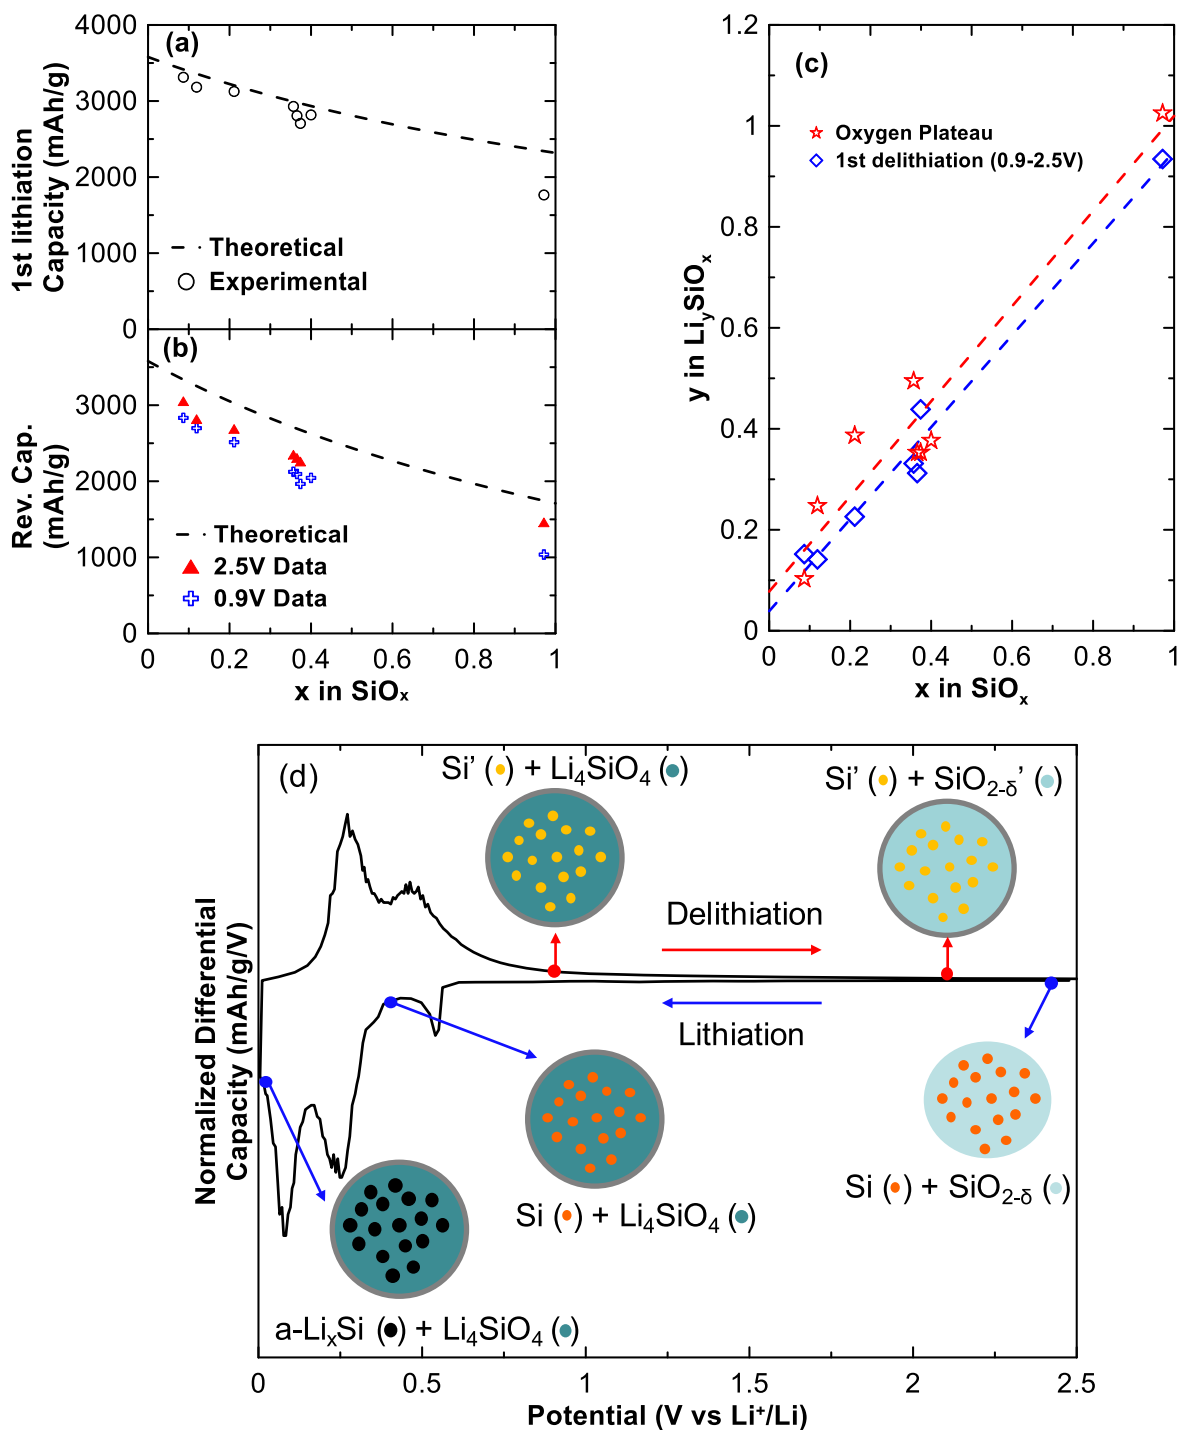 (a)
1st lithiation
Capacity (mAh/g)
4000
3000
2000
1000
0
Theoretical
Experimental
(b)
Rev. Cap.
(mAh/g)
3000
2000
1000
0
Theoretical
2.5V Data
0.9V Data
0 0.2 0.4 0.6 0.8 1
x in SiOₓ
(c)
y in LiᵧSiOₓ
1.2
1
0.8
0.6
0.4
0.2
0
Oxygen Plateau
1st delithiation (0.9-2.5V)
0 0.2 0.4 0.6 0.8 1
x in SiOₓ
(d)
Normalized Differential
Capacity (mAh/g/V)
Si' ( ) + Li₄SiO₄ ( )
Si' ( ) + SiO₂₋δ' ( )
Delithiation
Lithiation
Si ( ) + Li₄SiO₄ ( )
Si ( ) + SiO₂₋δ ( )
a-LiₓSi ( ) + Li₄SiO₄ ( )
0 0.5 1 1.5 2 2.5
Potential (V vs Li⁺/Li)